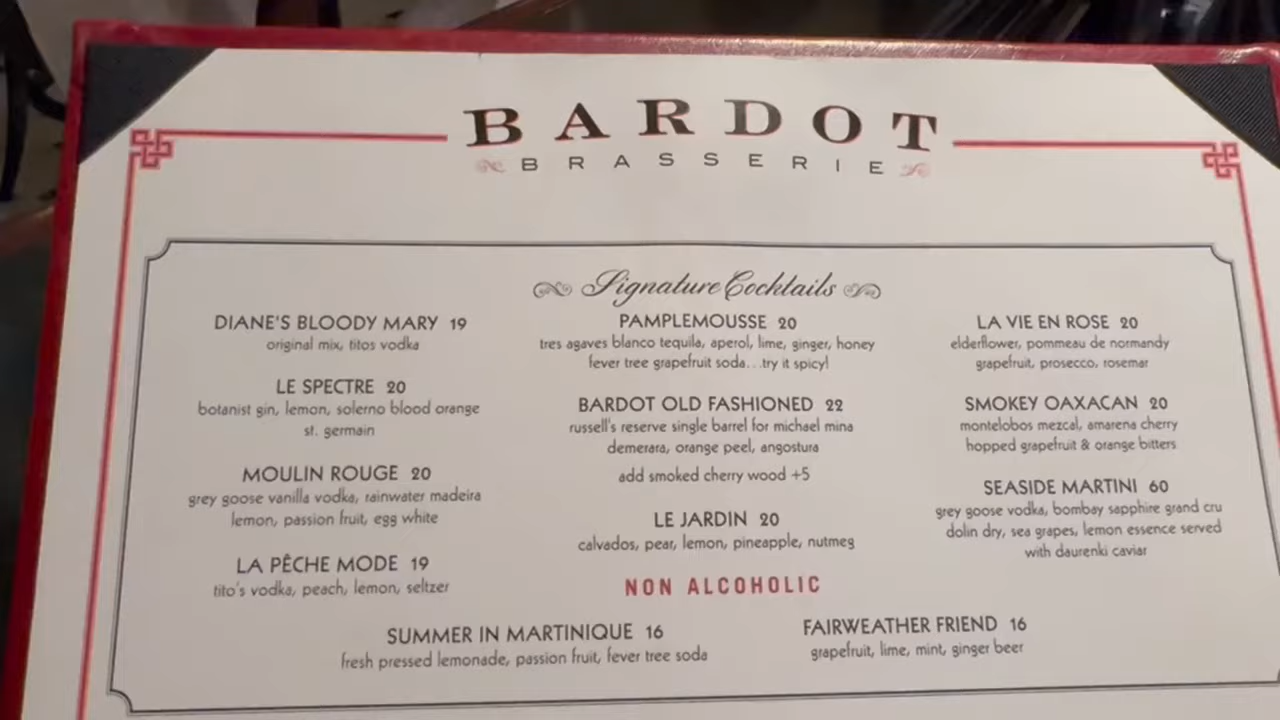 BARDOT
BRASSERIE
Signature Cocktails
DIANE'S BLOODY MARY 19
original mix, titos vodka
LE SPECTRE 20
botanist gin, lemon, solerno blood orange
st. germain
MOULIN ROUGE 20
grey goose vanilla vodka, rainwater madeira
lemon, passion fruit, egg white
LA PÊCHE MODE 19
tito's vodka, peach, lemon, seltzer
PAMPLEMOUSSE 20
tres agaves blanco tequila, aperol, lime, ginger, honey
fever tree grapefruit soda...try it spicy!
BARDOT OLD FASHIONED 22
russell's reserve single barrel for michael mina
demerara, orange peel, angostura
add smoked cherry wood +5
LE JARDIN 20
calvados, pear, lemon, pineapple, nutmeg
LA VIE EN ROSE 20
elderflower, pommeau de normandy
grapefruit, prosecco, rosemar
SMOKEY OAXACAN 20
montelobos mezcal, amarena cherry
hopped grapefruit & orange bitters
SEASIDE MARTINI 60
grey goose vodka, bombay sapphire grand cru
dolin dry, sea grapes, lemon essence served
with daurenki caviar
NON ALCOHOLIC
SUMMER IN MARTINIQUE 16
fresh pressed lemonade, passion fruit, fever tree soda
FAIRWEATHER FRIEND 16
grapefruit, lime, mint, ginger beer